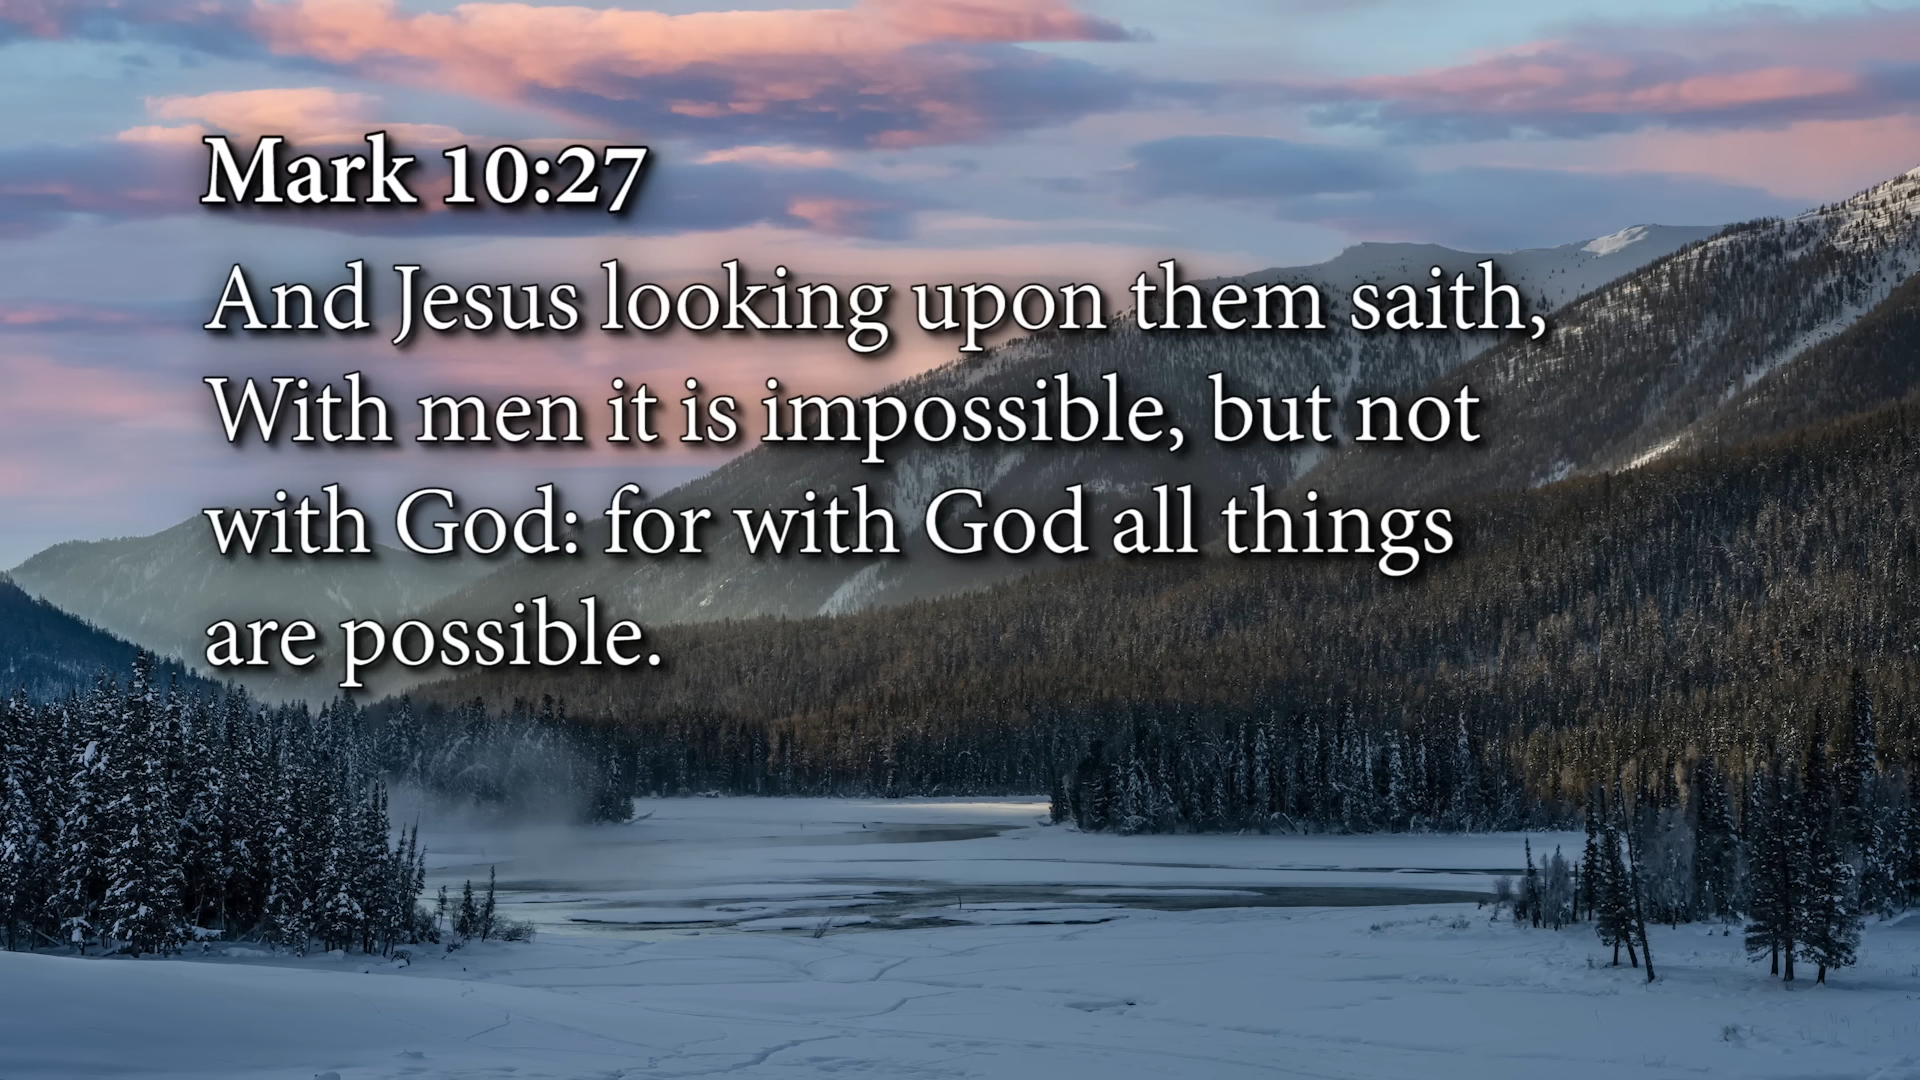 Mark 10:27
And Jesus looking upon them saith,
With men it is impossible, but not
with God: for with God all things
are possible.